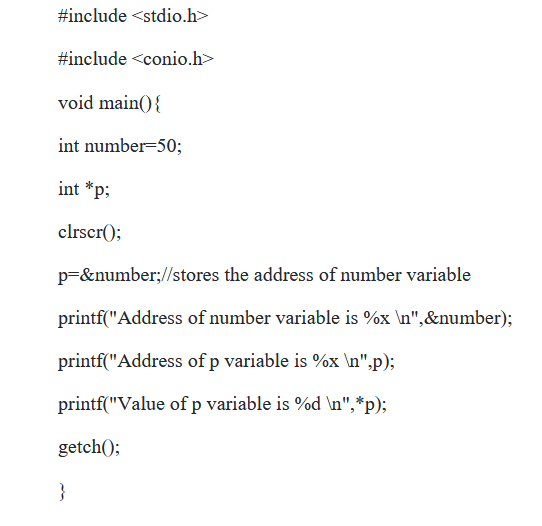 #include <stdio.h>
#include <conio.h>
void main(){
int number=50;
int *p;
clrscr();
p=&number;//stores the address of number variable
printf("Address of number variable is %x \n",&number);
printf("Address of p variable is %x \n",p);
printf("Value of p variable is %d \n",*p);
getch();
}